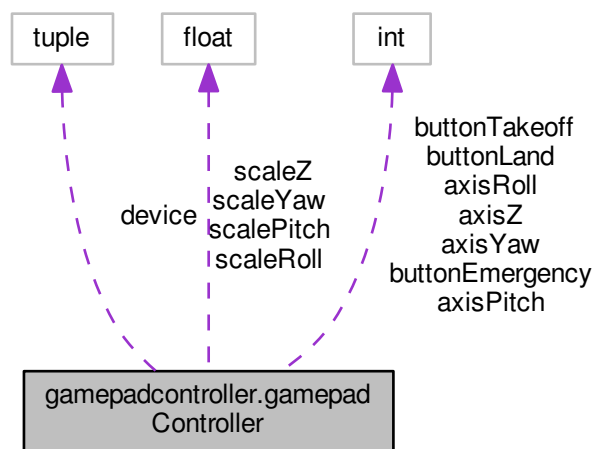 tuple
float
int
device
scaleZ
scaleYaw
scalePitch
scaleRoll
buttonTakeoff
buttonLand
axisRoll
axisZ
axisYaw
buttonEmergency
axisPitch
gamepadcontroller.gamepad
Controller